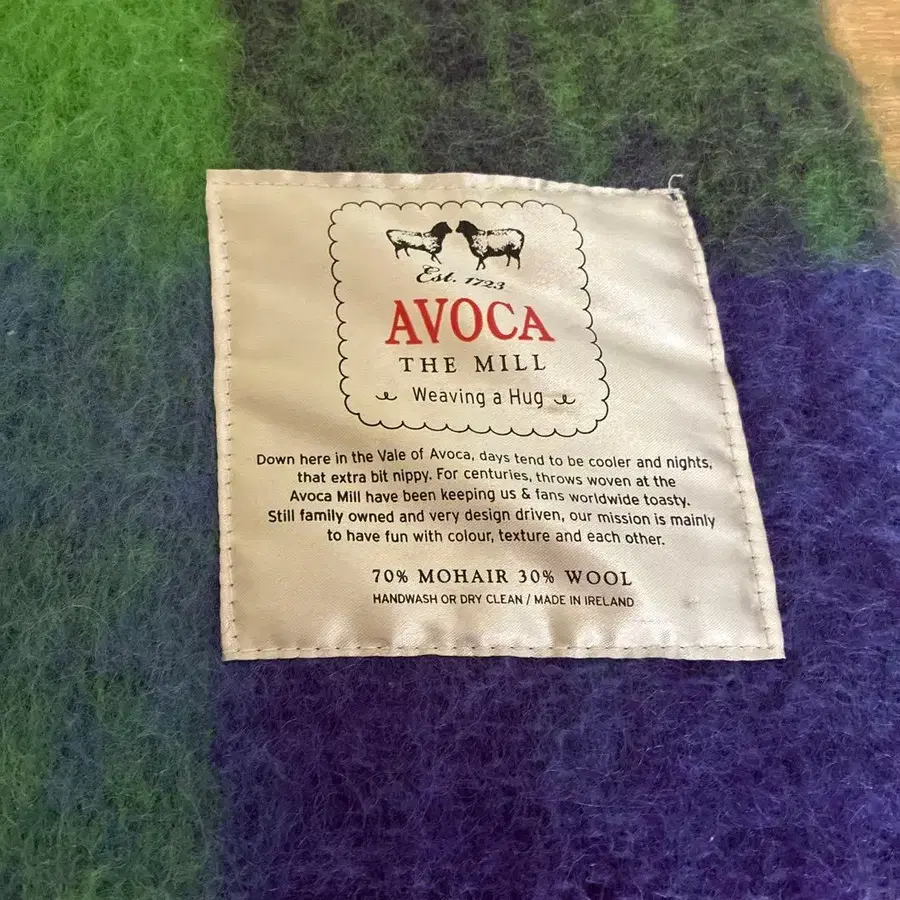 Est. 1723
AVOCA
THE MILL
Weaving a Hug
Down here in the Vale of Avoca, days tend to be cooler and nights,
that extra bit nippy. For centuries, throws woven at the
Avoca Mill have been keeping us & fans worldwide toasty.
Still family owned and very design driven, our mission is mainly
to have fun with colour, texture and each other.
70% MOHAIR 30% WOOL
HANDWASH OR DRY CLEAN / MADE IN IRELAND